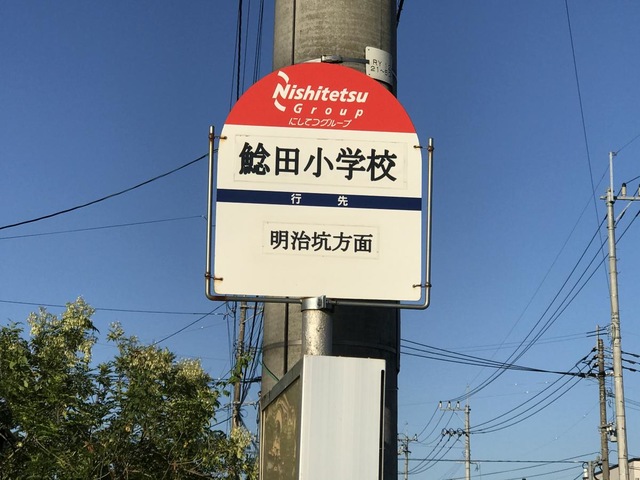 Nishitetsu
Group
にしてつグループ
鯰田小学校
行先
明治坑方面